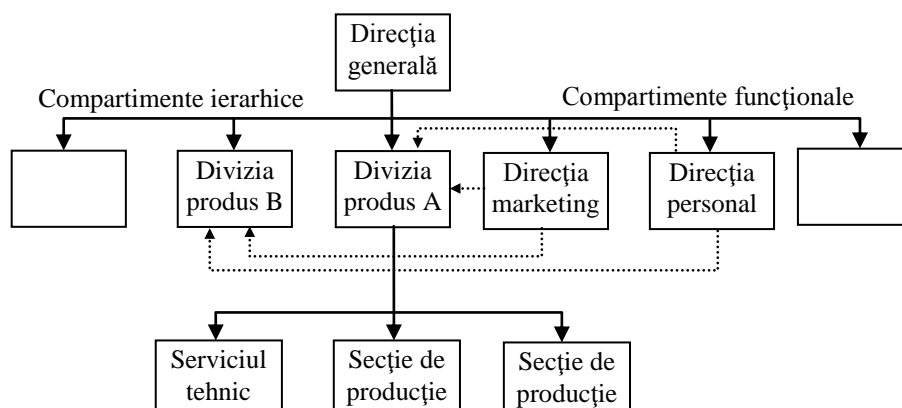 Direcţia
generală
Compartimente ierarhice
Compartimente funcţionale
Divizia
produs B
Divizia
produs A
Direcţia
marketing
Direcţia
personal
Serviciul
tehnic
Secţie de
producţie
Secţie de
producţie